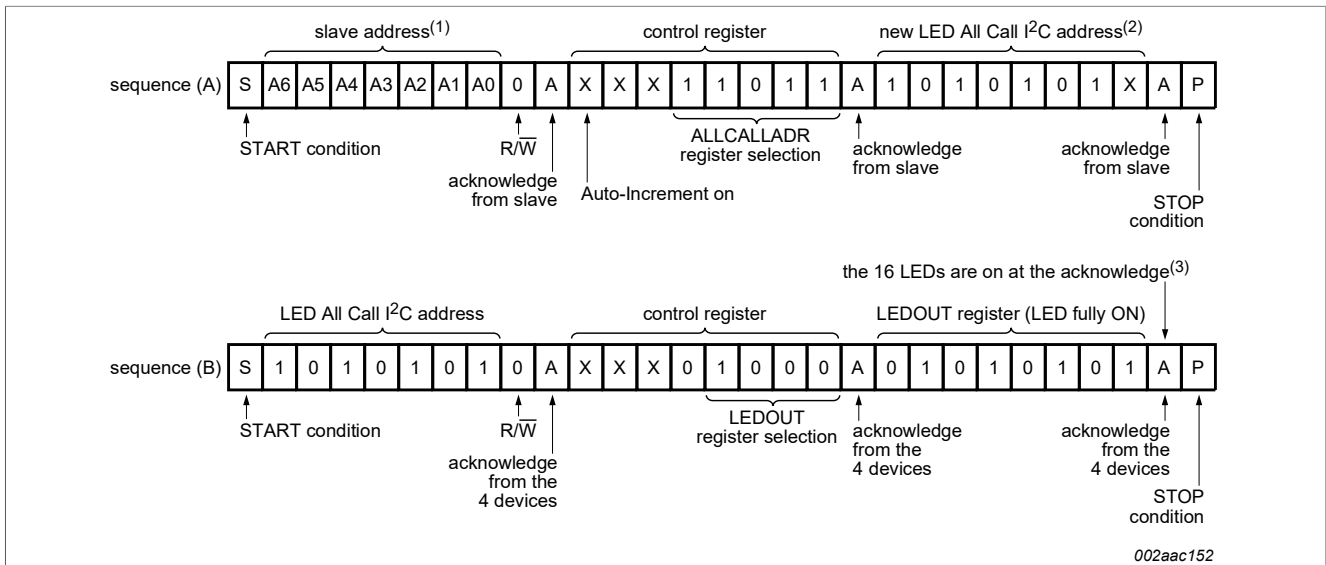 slave address(1)
control register
new LED All Call I2C address(2)
sequence (A) S A6 A5 A4 A3 A2 A1 A0 0 A X X X 1 1 0 1 1 A 1 0 1 0 1 0 1 X A P
START condition
R/W
acknowledge
from slave
Auto-Increment on
ALLCALLADR
register selection
acknowledge
from slave
acknowledge
from slave
STOP
condition
the 16 LEDs are on at the acknowledge(3)
LED All Call I2C address
control register
LEDOUT register (LED fully ON)
sequence (B) S 1 0 1 0 1 0 1 0 A X X X 0 1 0 0 0 A 0 1 0 1 0 1 0 1 A P
START condition
R/W
acknowledge
from the
4 devices
LEDOUT
register selection
acknowledge
from the
4 devices
acknowledge
from the
4 devices
STOP
condition
002aac152